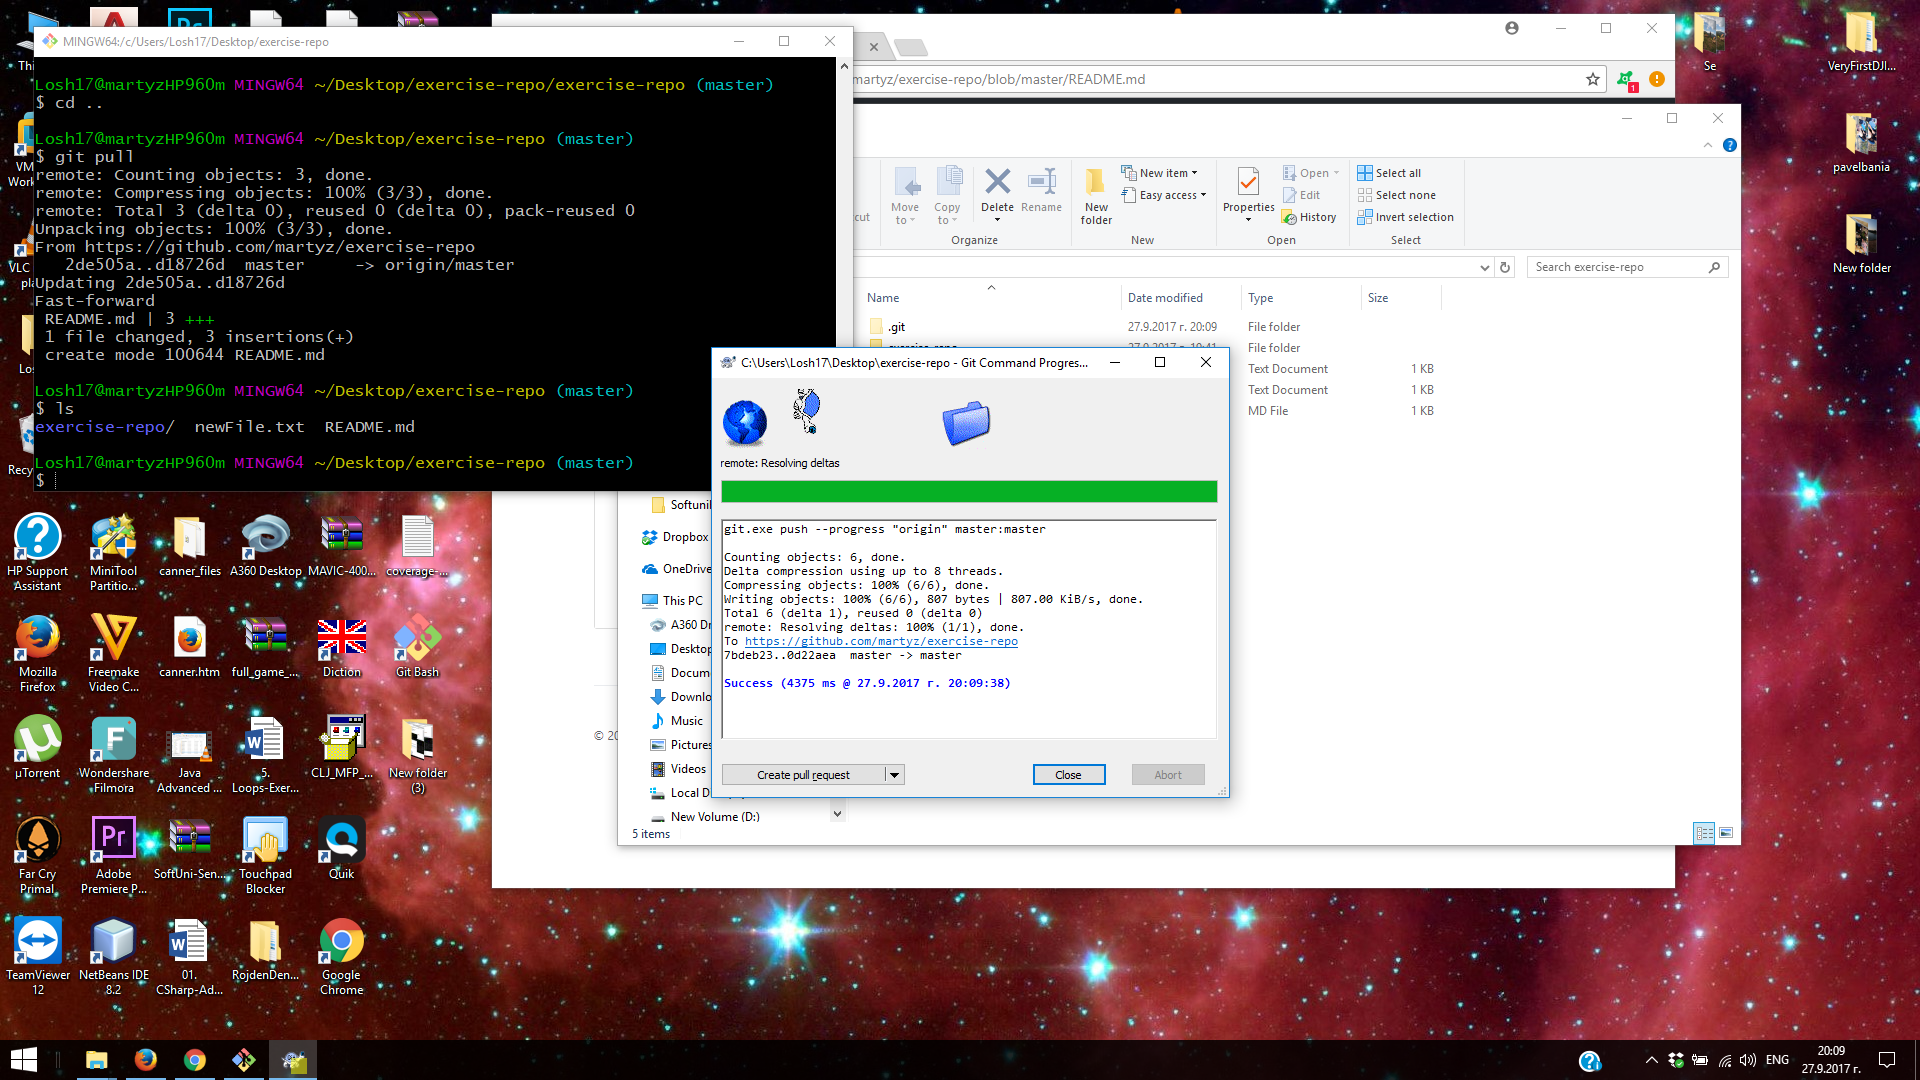 MINGW64:/c/Users/Losh17/Desktop/exercise-repo
Losh17@martyzHP960m MINGW64 ~/Desktop/exercise-repo/exercise-repo (master)
$ cd ..
Losh17@martyzHP960m MINGW64 ~/Desktop/exercise-repo (master)
$ git pull
remote: Counting objects: 3, done.
remote: Compressing objects: 100% (3/3), done.
remote: Total 3 (delta 0), reused 0 (delta 0), pack-reused 0
Unpacking objects: 100% (3/3), done.
From https://github.com/martyz/exercise-repo
2de505a..d18726d  master     -> origin/master
Updating 2de505a..d18726d
Fast-forward
README.md | 3 +++
1 file changed, 3 insertions(+)
create mode 100644 README.md
Losh17@martyzHP960m MINGW64 ~/Desktop/exercise-repo (master)
$ ls
exercise-repo/  newFile.txt  README.md
Losh17@martyzHP960m MINGW64 ~/Desktop/exercise-repo (master)
$
martyz/exercise-repo/blob/master/README.md
1
Move to
Copy to
Delete
Rename
Organize
New folder
New item
Easy access
New
Properties
Open
Edit
History
Open
Select all
Select none
Invert selection
Select
Search exercise-repo
Name
Date modified
Type
Size
.git
27.9.2017 г. 20:09
File folder
File folder
Text Document
1 KB
Text Document
1 KB
MD File
1 KB
Dropbox
OneDrive
This PC
Music
Pictures
Videos
New Volume (D:)
5 items
C:\Users\Losh17\Desktop\exercise-repo - Git Command Progres...
remote: Resolving deltas
git.exe push --progress "origin" master:master
Counting objects: 6, done.
Delta compression using up to 8 threads.
Compressing objects: 100% (6/6), done.
Writing objects: 100% (6/6), 807 bytes | 807.00 KiB/s, done.
Total 6 (delta 1), reused 0 (delta 0)
remote: Resolving deltas: 100% (1/1), done.
To https://github.com/martyz/exercise-repo
7bdeb23..0d22aea  master -> master
Success (4375 ms @ 27.9.2017 г. 20:09:38)
Create pull request
Close
Abort
Se
VeryFirstDJI...
pavelbania
New folder
HP Support Assistant
MiniTool Partitio...
canner_files
A360 Desktop
MAVIC-400...
coverage-...
Mozilla Firefox
Freemake Video C...
canner.htm
full_game_...
Diction
Git Bash
µTorrent
Wondershare Filmora
Java Advanced ...
5. Loops-Exer...
CLJ_MFP_...
New folder (3)
Far Cry Primal
Adobe Premiere P...
SoftUni-Sen...
Touchpad Blocker
Quik
TeamViewer 12
NetBeans IDE 8.2
01. CSharp-Ad...
RojdenDen...
Google Chrome
ENG
20:09
27.9.2017 г.